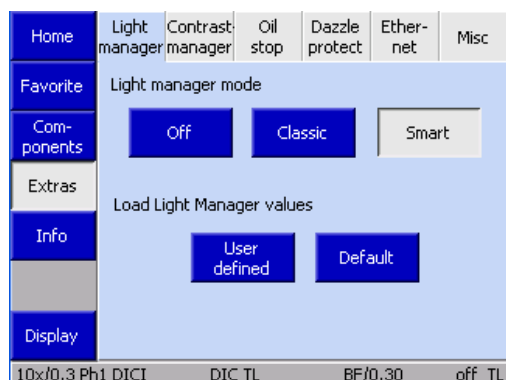 Home
Light manager
Contrast- manager
Oil stop
Dazzle protect
Ether-
net
Misc
Favorite
Com-
ponents
Extras
Info
Display
Light manager mode
Off
Classic
Smart
Load Light Manager values
User
defined
Default
10x/0.3 Ph1 DICI DIC TL BF/0.30 off TL